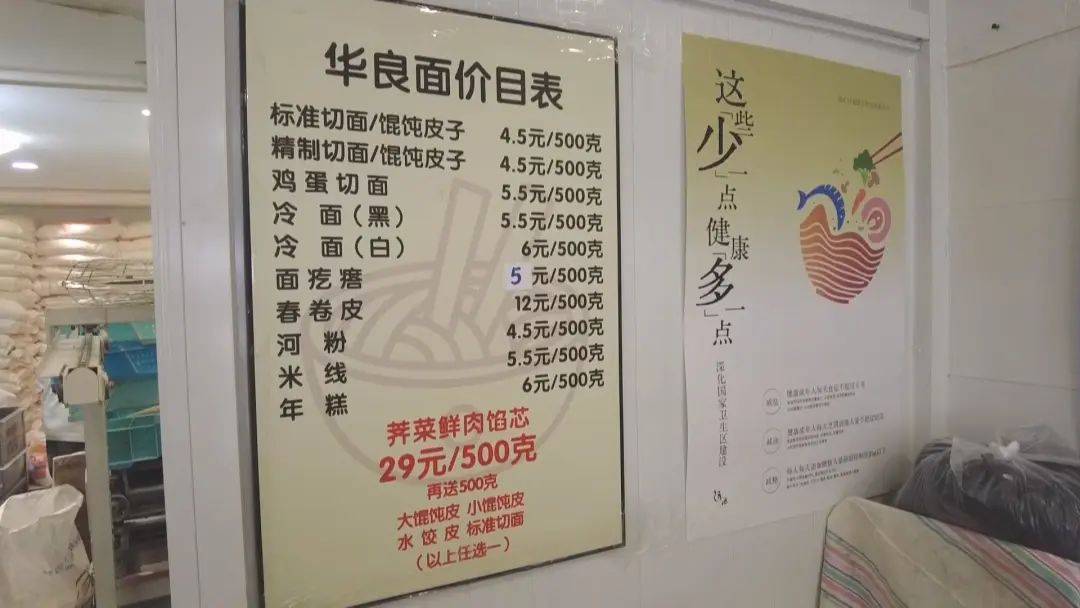 华良面价目表
标准切面/馄饨皮子 4.5元/500克
精制切面/馄饨皮子 4.5元/500克
鸡蛋切面 5.5元/500克
冷 面（黑） 5.5元/500克
冷 面（白） 6元/500克
面疙瘩 5元/500克
春卷皮 12元/500克
河 粉 4.5元/500克
米 线 5.5元/500克
年 糕 6元/500克
荠菜鲜肉馅芯
29元/500克
再送500克
大馄饨皮 小馄饨皮
水饺皮 标准切面
（以上任选一）
这些「少」一点
健康「多」一点
深化国家卫生区建设